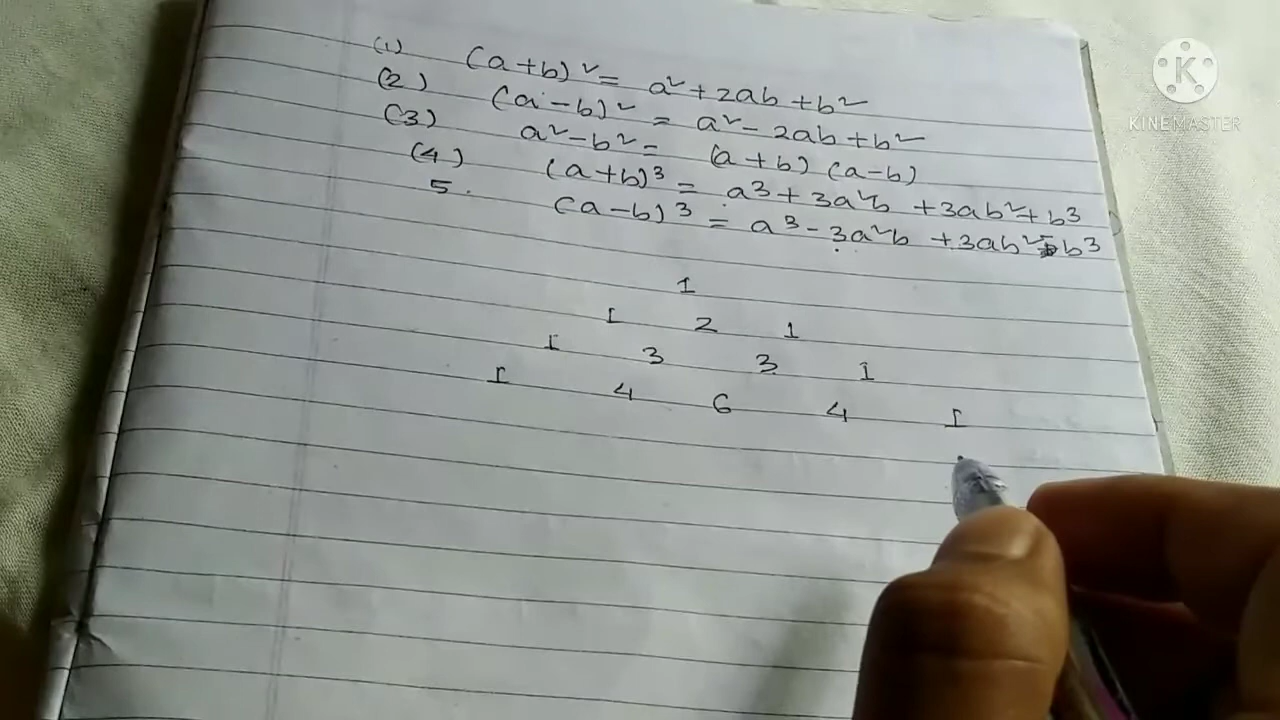 (1) (a+b)² = a²+2ab+b²
(2) (a-b)² = a²-2ab+b²
(3) a²-b² = (a+b) (a-b)
(4) (a+b)³ = a³+3a²b+3ab²+b³
5. (a-b)³ = a³-3a²b+3ab²-b³
1
1 2 1
1 3 3 1
1 4 6 4 1
KINEMASTER